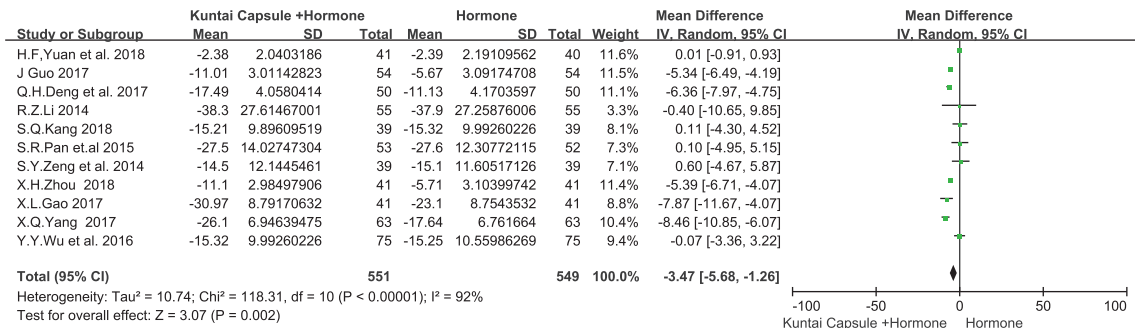 Kuntai Capsule +Hormone Hormone Mean Difference Mean Difference
Study or Subgroup Mean SD Total Mean SD Total Weight IV, Random, 95% CI IV, Random, 95% CI
H.F,Yuan et al. 2018 -2.38 2.0403186 41 -2.39 2.19109562 40 11.6% 0.01 [-0.91, 0.93]
J Guo 2017 -11.01 3.01142823 54 -5.67 3.09174708 54 11.5% -5.34 [-6.49, -4.19]
Q.H.Deng et al. 2017 -17.49 4.0580414 50 -11.13 4.1703597 50 11.1% -6.36 [-7.97, -4.75]
R.Z.Li 2014 -38.3 27.61467001 55 -37.9 27.25876006 55 3.3% -0.40 [-10.65, 9.85]
S.Q.Kang 2018 -15.21 9.89609519 39 -15.32 9.99260226 39 8.1% 0.11 [-4.30, 4.52]
S.R.Pan et.al 2015 -27.5 14.02747304 53 -27.6 12.30772115 52 7.3% 0.10 [-4.95, 5.15]
S.Y.Zeng et al. 2014 -14.5 12.1445461 39 -15.1 11.60517126 39 7.1% 0.60 [-4.67, 5.87]
X.H.Zhou 2018 -11.1 2.98497906 41 -5.71 3.10399742 41 11.4% -5.39 [-6.71, -4.07]
X.L.Gao 2017 -30.97 8.79170632 41 -23.1 8.7543532 41 8.8% -7.87 [-11.67, -4.07]
X.Q.Yang 2017 -26.1 6.94639475 63 -17.64 6.761664 63 10.4% -8.46 [-10.85, -6.07]
Y.Y.Wu et al. 2016 -15.32 9.99260226 75 -15.25 10.55986269 75 9.4% -0.07 [-3.36, 3.22]
Total (95% CI) 551 549 100.0% -3.47 [-5.68, -1.26]
Heterogeneity: Tau² = 10.74; Chi² = 118.31, df = 10 (P < 0.00001); I² = 92%
Test for overall effect: Z = 3.07 (P = 0.002)
-100 -50 0 50 100
Kuntai Capsule +Hormone Hormone